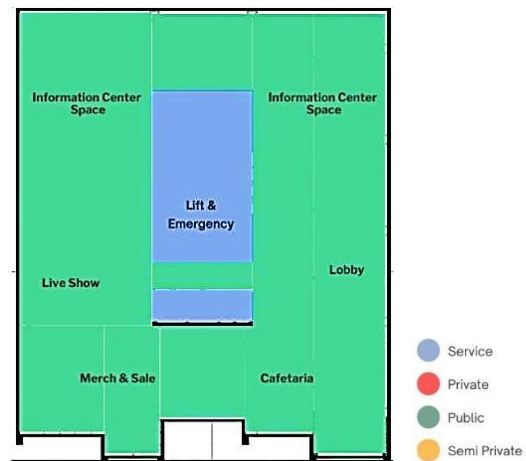 Information Center
Space
Information Center
Space
Lift &
Emergency
Lobby
Live Show
Merch & Sale
Cafetaria
Service
Private
Public
Semi Private